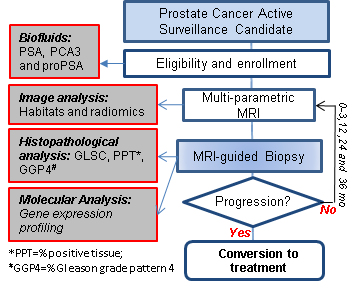 Prostate Cancer Active
Surveillance Candidate
Biofluids:
PSA, PCA3
and proPSA
Eligibility and enrollment
Image analysis:
Habitats and radiomics
Multi-parametric
MRI
0-3,12,24 and 36 mo
Histopathological
analysis: GLSC, PPT*,
GGP4#
MRI-guided Biopsy
Molecular Analysis:
Gene expression
profiling
Progression?
No
Yes
*PPT=% positive tissue;
*GGP4=%Gleason grade pattern 4
Conversion to
treatment